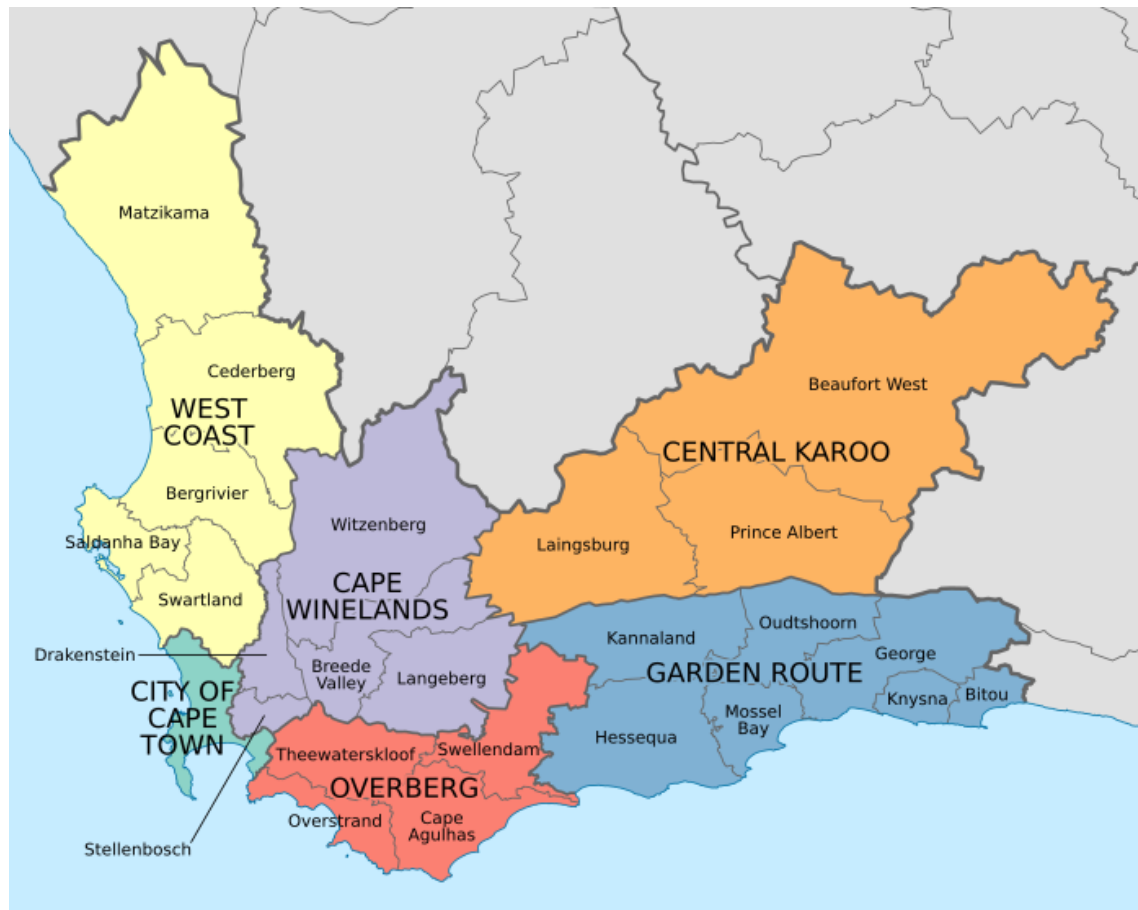 Matzikama
Cederberg
WEST
COAST
Bergrivier
Saldanha Bay
Swartland
Drakenstein
CITY OF
CAPE
TOWN
Stellenbosch
Witzenberg
CAPE
WINELANDS
Breede
Valley
Langeberg
Theewaterskloof
Swellendam
OVERBERG
Overstrand
Cape
Agulhas
Beaufort West
CENTRAL KAROO
Laingsburg
Prince Albert
Kannaland
Oudtshoorn
George
GARDEN ROUTE
Knysna
Bitou
Mossel
Bay
Hessequa